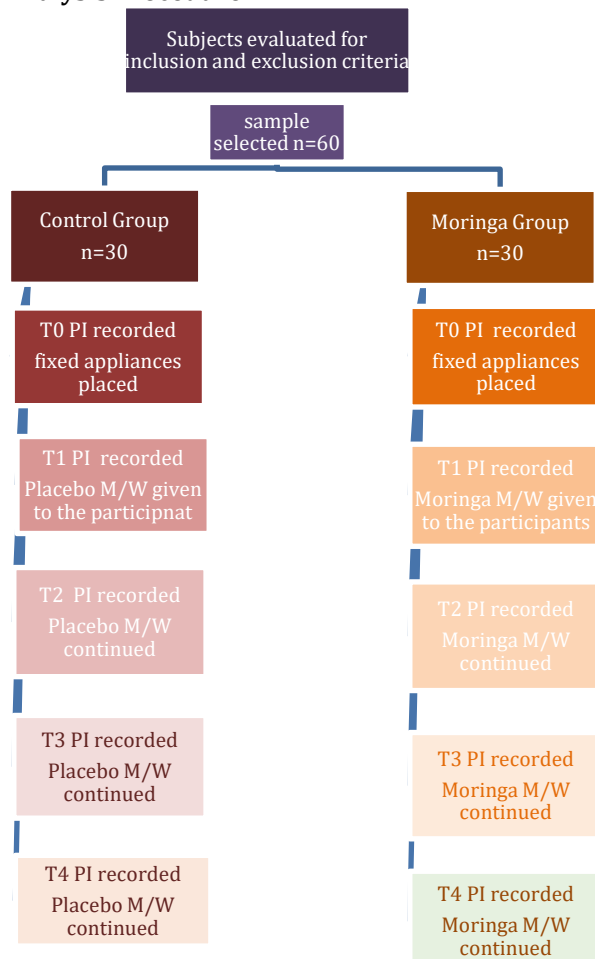 Subjects evaluated for
inclusion and exclusion criteria
sample
selected n=60
Control Group
n=30
T0 PI recorded
fixed appliances
placed
T1 PI recorded
Placebo M/W given
to the participnat
T2 PI recorded
Placebo M/W
continued
T3 PI recorded
Placebo M/W
continued
T4 PI recorded
Placebo M/W
continued
Moringa Group
n=30
T0 PI recorded
fixed appliances
placed
T1 PI recorded
Moringa M/W given
to the participants
T2 PI recorded
Moringa M/W
continued
T3 PI recorded
Moringa M/W
continued
T4 PI recorded
Moringa M/W
continued